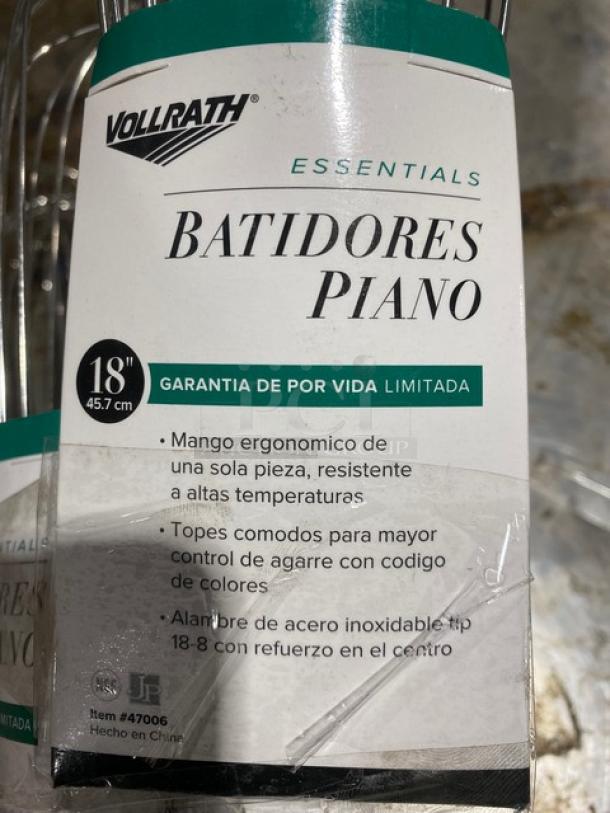 VOLLRATH®
ESSENTIALS
BATIDORES
PIANO
18"
45.7 cm
GARANTIA DE POR VIDA LIMITADA
• Mango ergonomico de
una sola pieza, resistente
a altas temperaturas
• Topes comodos para mayor
control de agarre con codigo
de colores
• Alambre de acero inoxidable tip
18-8 con refuerzo en el centro
NSF
Item #47006
Hecho en China